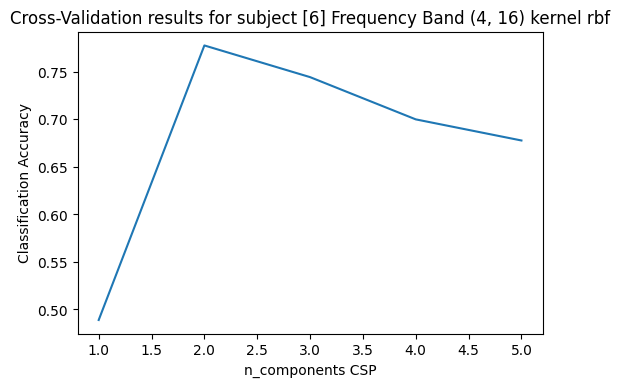 Cross-Validation results for subject [6] Frequency Band (4, 16) kernel rbf
Classification Accuracy
0.75
0.70
0.65
0.60
0.55
0.50
1.0 1.5 2.0 2.5 3.0 3.5 4.0 4.5 5.0
n_components CSP